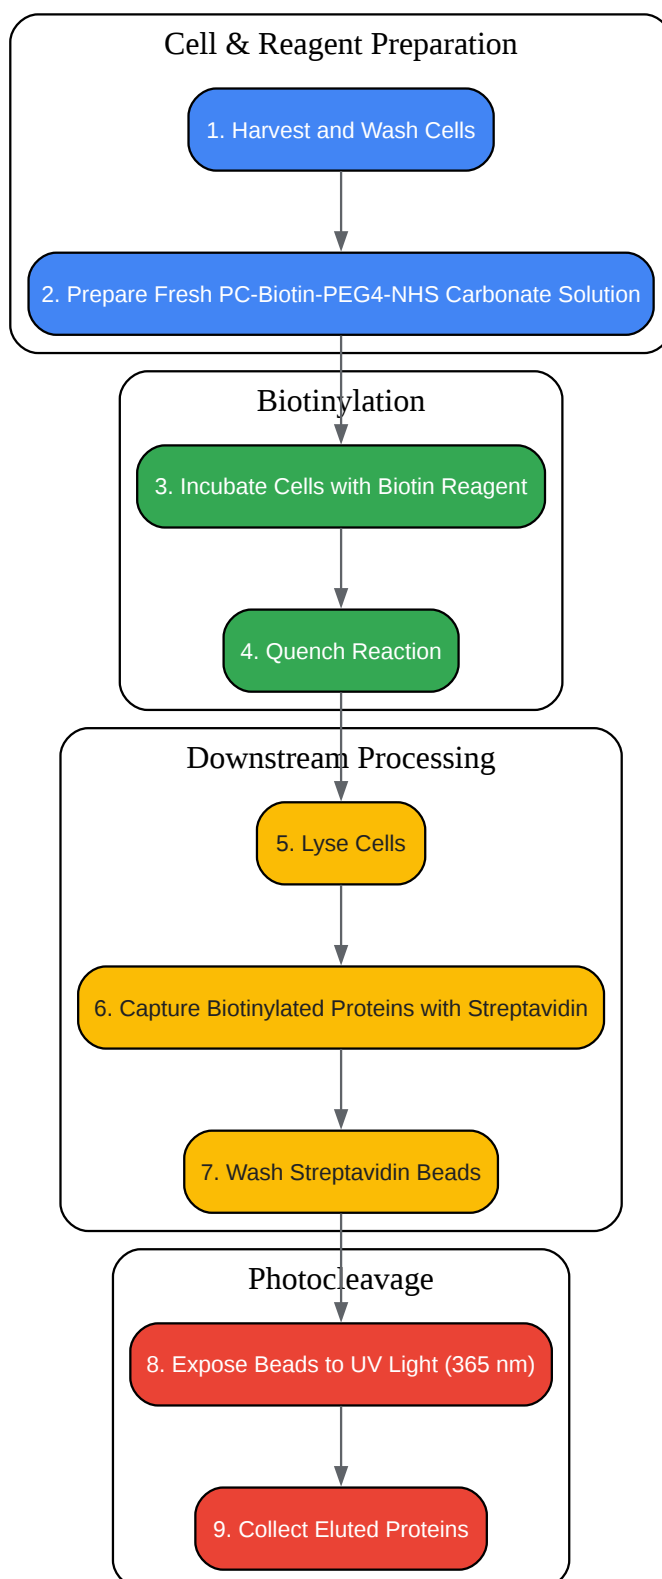 Cell & Reagent Preparation
1. Harvest and Wash Cells
2. Prepare Fresh PC-Biotin-PEG4-NHS Carbonate Solution
Biotinylation
3. Incubate Cells with Biotin Reagent
4. Quench Reaction
Downstream Processing
5. Lyse Cells
6. Capture Biotinylated Proteins with Streptavidin
7. Wash Streptavidin Beads
Photocleavage
8. Expose Beads to UV Light (365 nm)
9. Collect Eluted Proteins